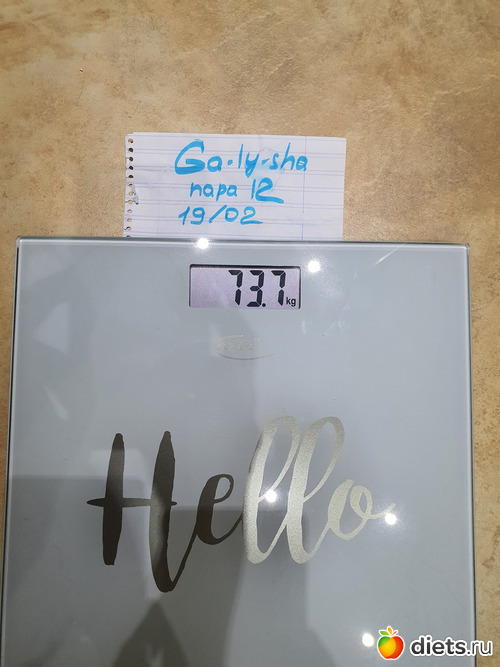 Ga-ly-sha
пара 12
19/02
73.7 kg
Hello
diets.ru